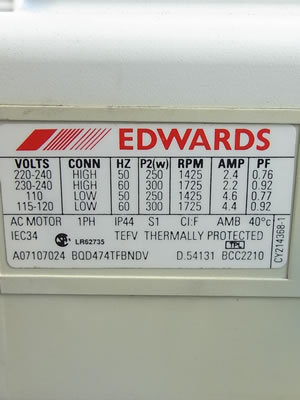 EDWARDS
VOLTS CONN HZ P2(w) RPM AMP PF
220-240 HIGH 50 250 1425 2.4 0.76
230-240 HIGH 60 300 1725 2.2 0.92
110 LOW 50 250 1425 4.6 0.77
115-120 LOW 60 300 1725 4.4 0.92
AC MOTOR 1PH IP44 S1 Cl:F AMB 40°c
IEC34 LR52735 TEFV THERMALLY PROTECTED
A07107024 BQD474TFBNDV D.54131 BCC2210
CY214368-1